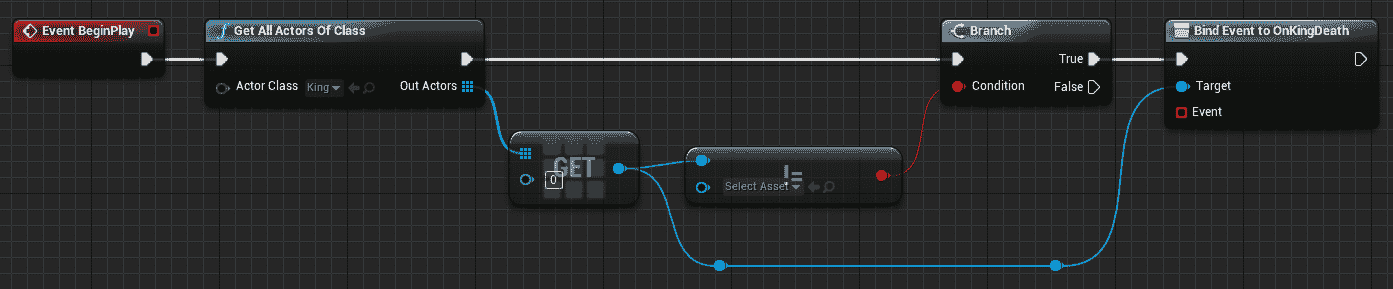 Event BeginPlay
Get All Actors Of Class
Actor Class King
Out Actors
GET
0
!=
Select Asset
Branch
True
Condition
False
Bind Event to OnKingDeath
Target
Event